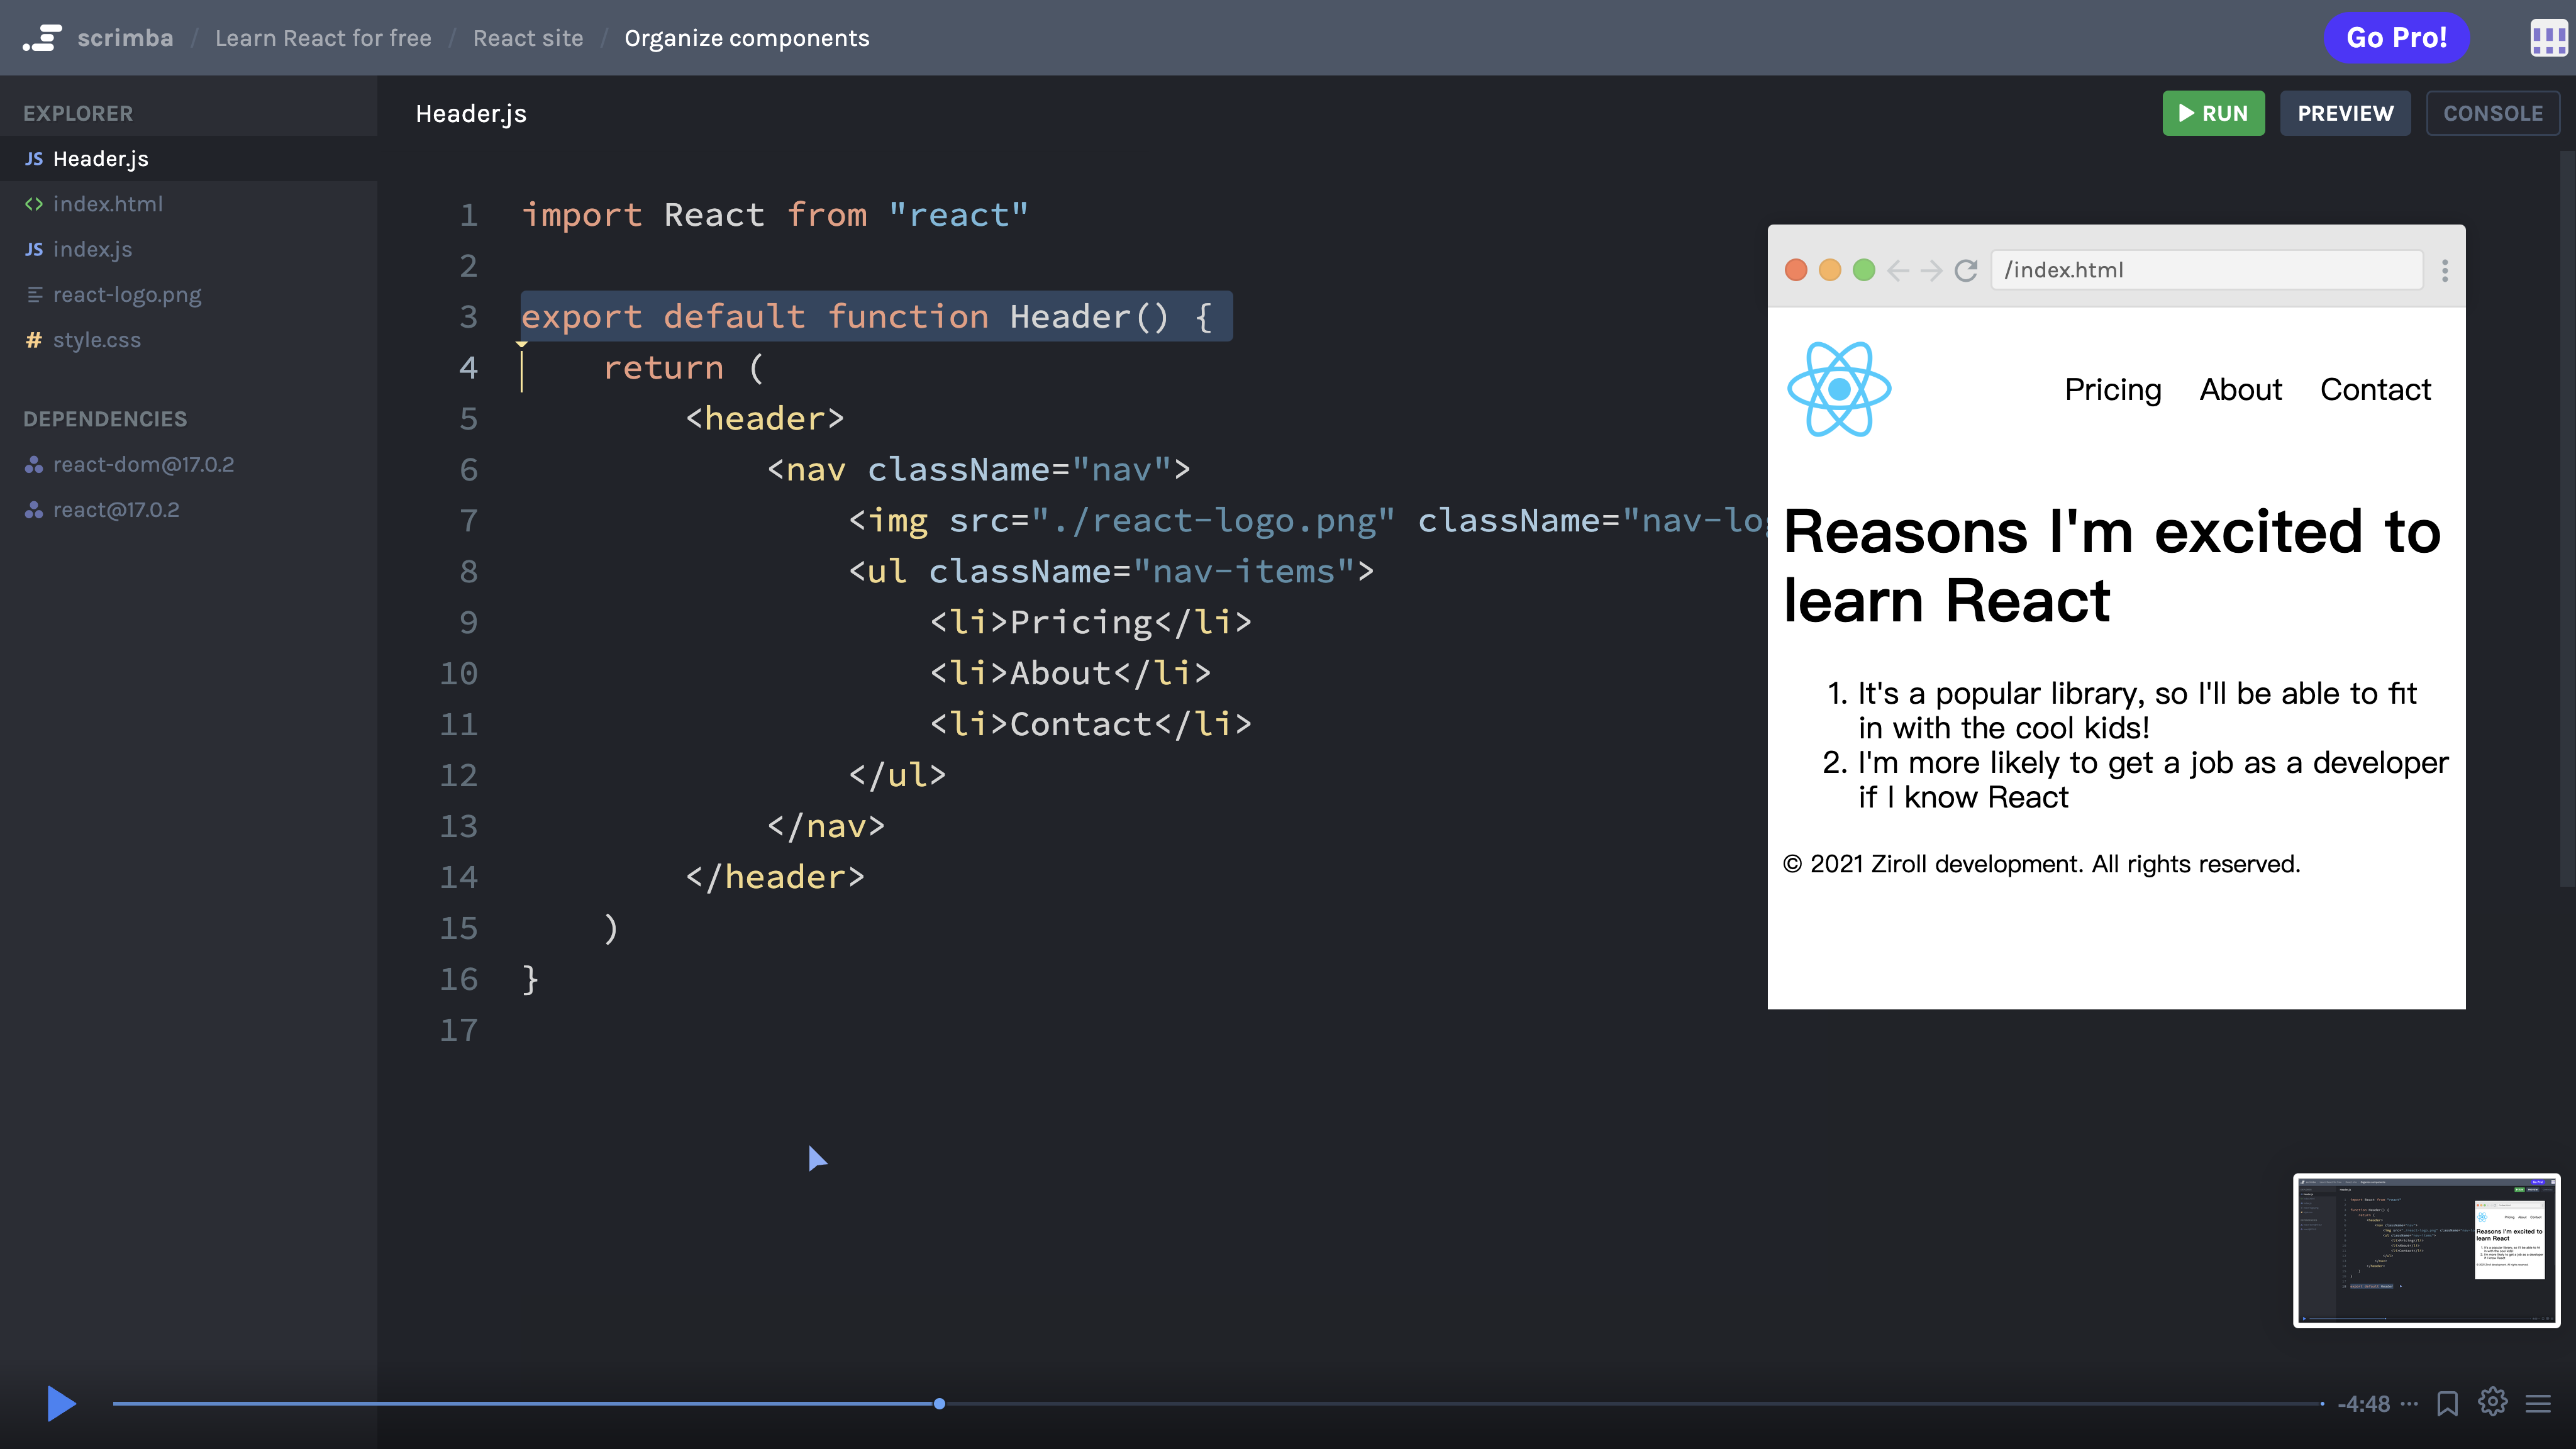 scrimba / Learn React for free / React site / Organize components
Go Pro!
EXPLORER
JS Header.js
<> index.html
JS index.js
react-logo.png
# style.css
DEPENDENCIES
react-dom@17.0.2
react@17.0.2
Header.js
RUN
PREVIEW
CONSOLE
1 import React from "react"
2
3 export default function Header() {
4     return (
5         <header>
6             <nav className="nav">
7                 <img src="./react-logo.png" className="nav-lo
8                 <ul className="nav-items">
9                     <li>Pricing</li>
10                     <li>About</li>
11                     <li>Contact</li>
12                 </ul>
13             </nav>
14         </header>
15     )
16 }
17
/index.html
Pricing About Contact
Reasons I'm excited to
learn React
1. It's a popular library, so I'll be able to fit
in with the cool kids!
2. I'm more likely to get a job as a developer
if I know React
© 2021 Ziroll development. All rights reserved.
Reasons I'm excited to
learn React
-4:48